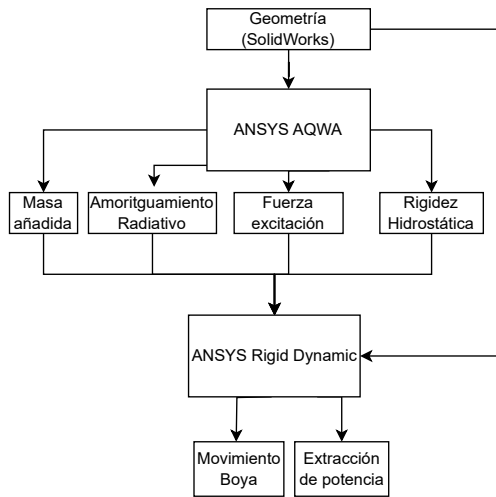 Geometría
(SolidWorks)
ANSYS AQWA
Masa
añadida
Amoritguamiento
Radiativo
Fuerza
excitación
Rigidez
Hidrostática
ANSYS Rigid Dynamic
Movimiento
Boya
Extracción
de potencia